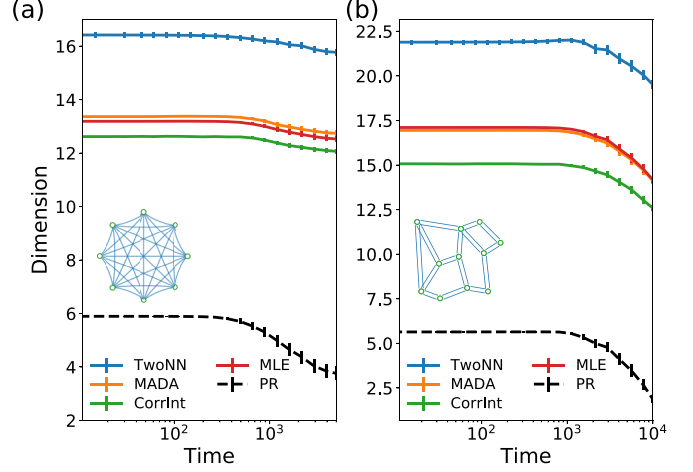 (a)
(b)
Dimension
16
14
12
10
8
6
4
2
22.5
20.0
17.5
15.0
12.5
10.0
7.5
5.0
2.5
TwoNN
MADA
CorrInt
MLE
PR
TwoNN
MADA
CorrInt
MLE
PR
10²
10³
10²
10³
10⁴
Time
Time